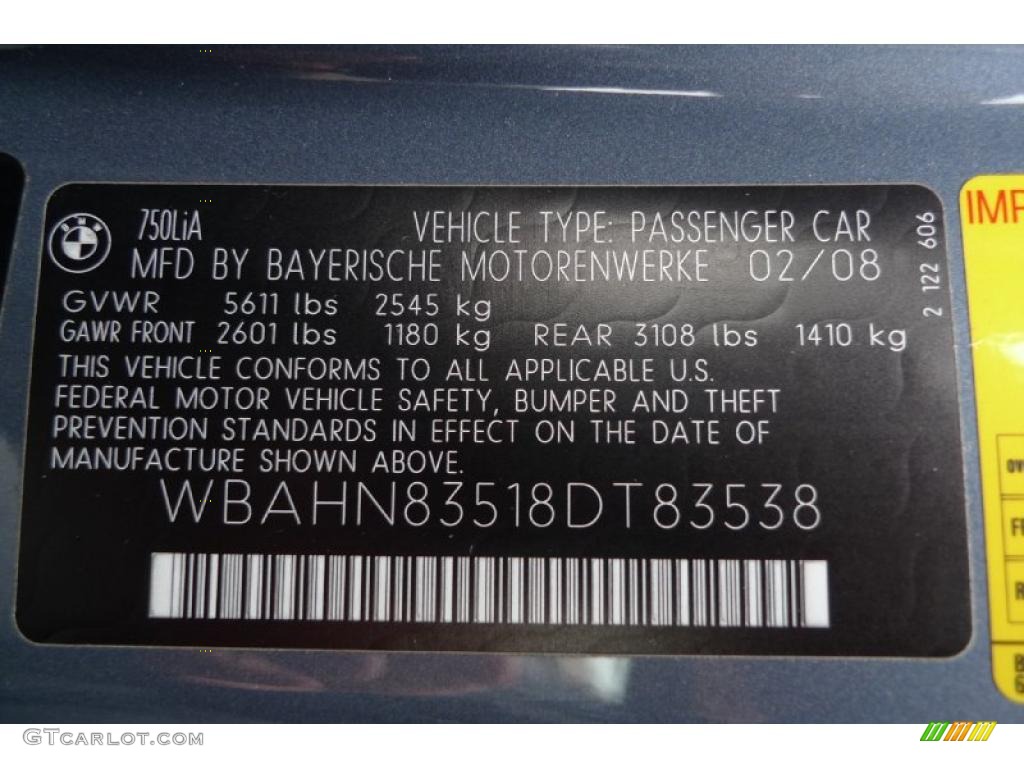 750LiA VEHICLE TYPE: PASSENGER CAR
MFD BY BAYERISCHE MOTORENWERKE 02/08
GVWR 5611 lbs 2545 kg
GAWR FRONT 2601 lbs 1180 kg REAR 3108 lbs 1410 kg
THIS VEHICLE CONFORMS TO ALL APPLICABLE U.S.
FEDERAL MOTOR VEHICLE SAFETY, BUMPER AND THEFT
PREVENTION STANDARDS IN EFFECT ON THE DATE OF
MANUFACTURE SHOWN ABOVE.
WBAHN83518DT83538
2 122 606
GTCARLOT.COM